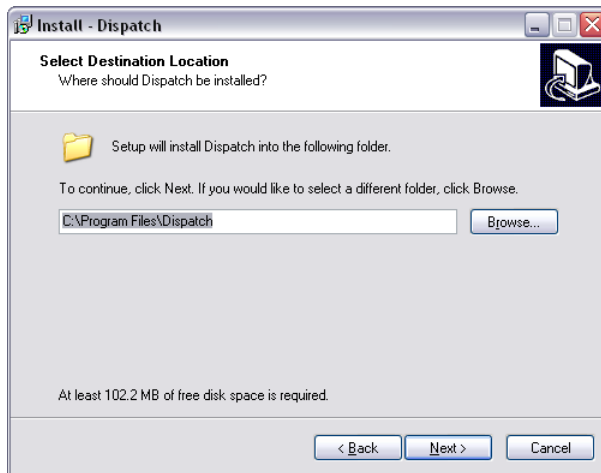 Install - Dispatch
Select Destination Location
Where should Dispatch be installed?
Setup will install Dispatch into the following folder.
To continue, click Next. If you would like to select a different folder, click Browse.
C:\Program Files\Dispatch
Browse...
At least 102.2 MB of free disk space is required.
< Back
Next >
Cancel